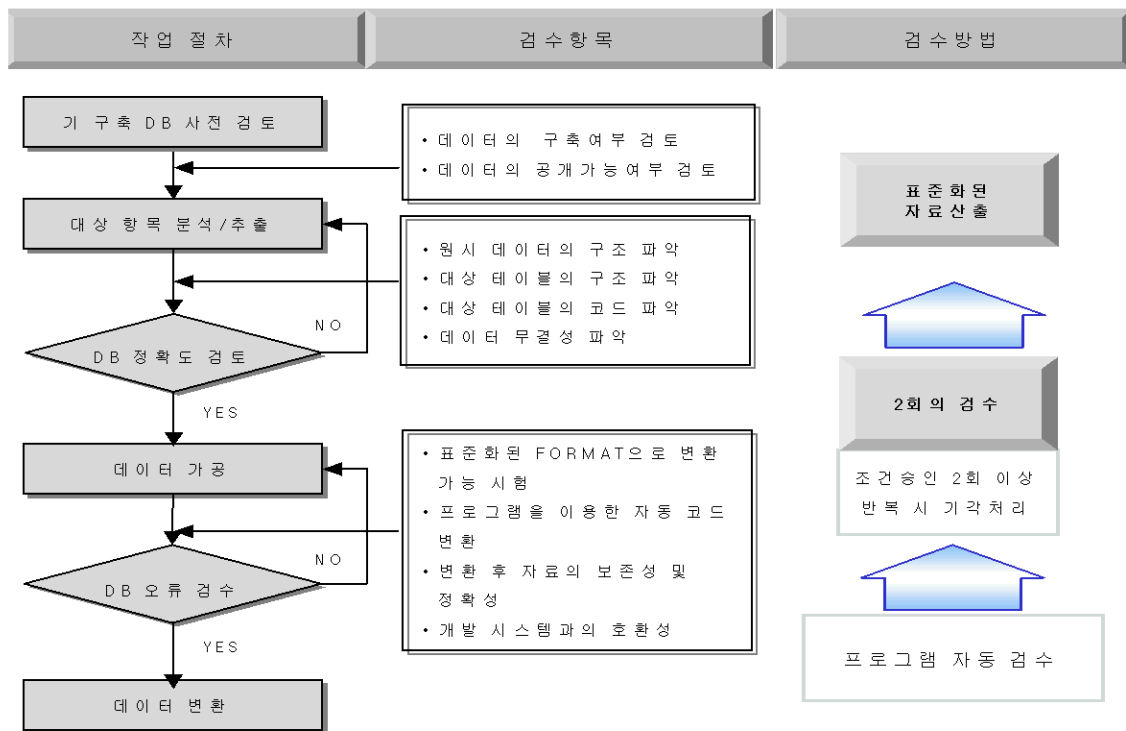 작업 절차
검수항목
검수방법
기 구축 DB 사전 검토
대상 항목 분석/추출
NO
DB 정확도 검토
YES
데이터 가공
NO
DB 오류 검수
YES
데이터 변환
• 데이터의 구축여부 검토
• 데이터의 공개가능여부 검토
• 원시 데이터의 구조 파악
• 대상 테이블의 구조 파악
• 대상 테이블의 코드 파악
• 데이터 무결성 파악
• 표준화된 FORMAT으로 변환
가능 시험
• 프로그램을 이용한 자동 코드
변환
• 변환 후 자료의 보존성 및
정확성
• 개발 시스템과의 호환성
표준화된
자료산출
2회의 검수
조건승인 2회 이상
반복 시 기각처리
프로그램 자동 검수